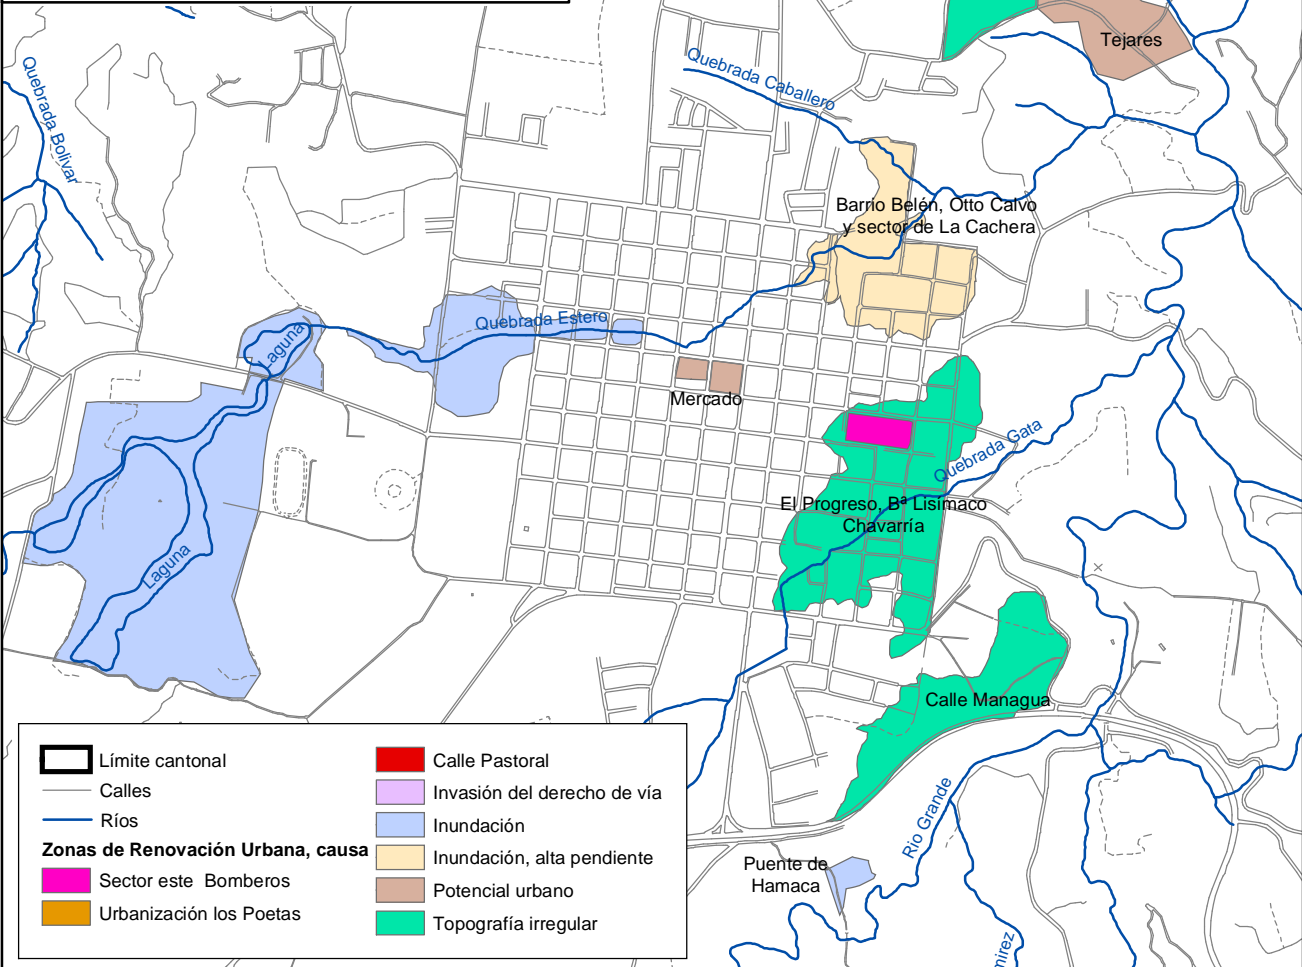 Tejares
Quebrada Caballero
Quebrada Bolivar
Barrio Belén, Otto Calvo
y sector de La Cachera
Quebrada Estero
Laguna
Mercado
Quebrada Gata
El Progreso, Bª Lisímaco
Chavarría
Laguna
Calle Managua
Rio Grande
Puente de
Hamaca
Límite cantonal
Calles
Ríos
Zonas de Renovación Urbana, causa
Sector este Bomberos
Urbanización los Poetas
Calle Pastoral
Invasión del derecho de vía
Inundación
Inundación, alta pendiente
Potencial urbano
Topografía irregular